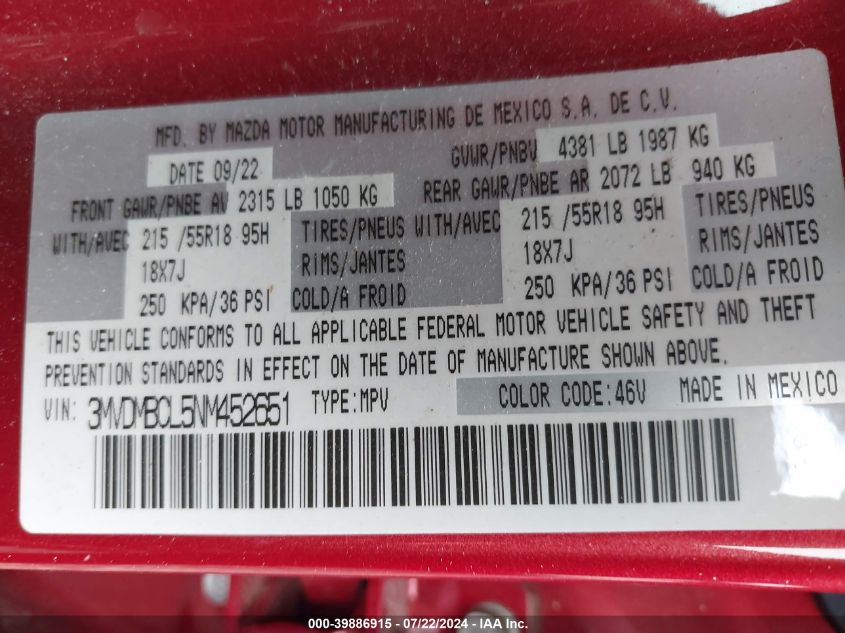 MFD. BY MAZDA MOTOR MANUFACTURING DE MEXICO S.A. DE C.V.
DATE 09/22 GVWR/PNBV 4381 LB 1987 KG
FRONT GAWR/PNBE AV 2315 LB 1050 KG REAR GAWR/PNBE AR 2072 LB 940 KG
WITH/AVEC 215 /55R18 95H TIRES/PNEUS WITH/AVEC 215 /55R18 95H TIRES/PNEUS
18X7J RIMS/JANTES 18X7J RIMS/JANTES
250 KPA/36 PSI COLD/A FROID 250 KPA/36 PSI COLD/A FROID
THIS VEHICLE CONFORMS TO ALL APPLICABLE FEDERAL MOTOR VEHICLE SAFETY AND THEFT
PREVENTION STANDARDS IN EFFECT ON THE DATE OF MANUFACTURE SHOWN ABOVE.
VIN: 3MVDMBCL5NM452651 TYPE:MPV COLOR CODE:46V MADE IN MEXICO
000-39886915 - 07/22/2024 - IAA Inc.